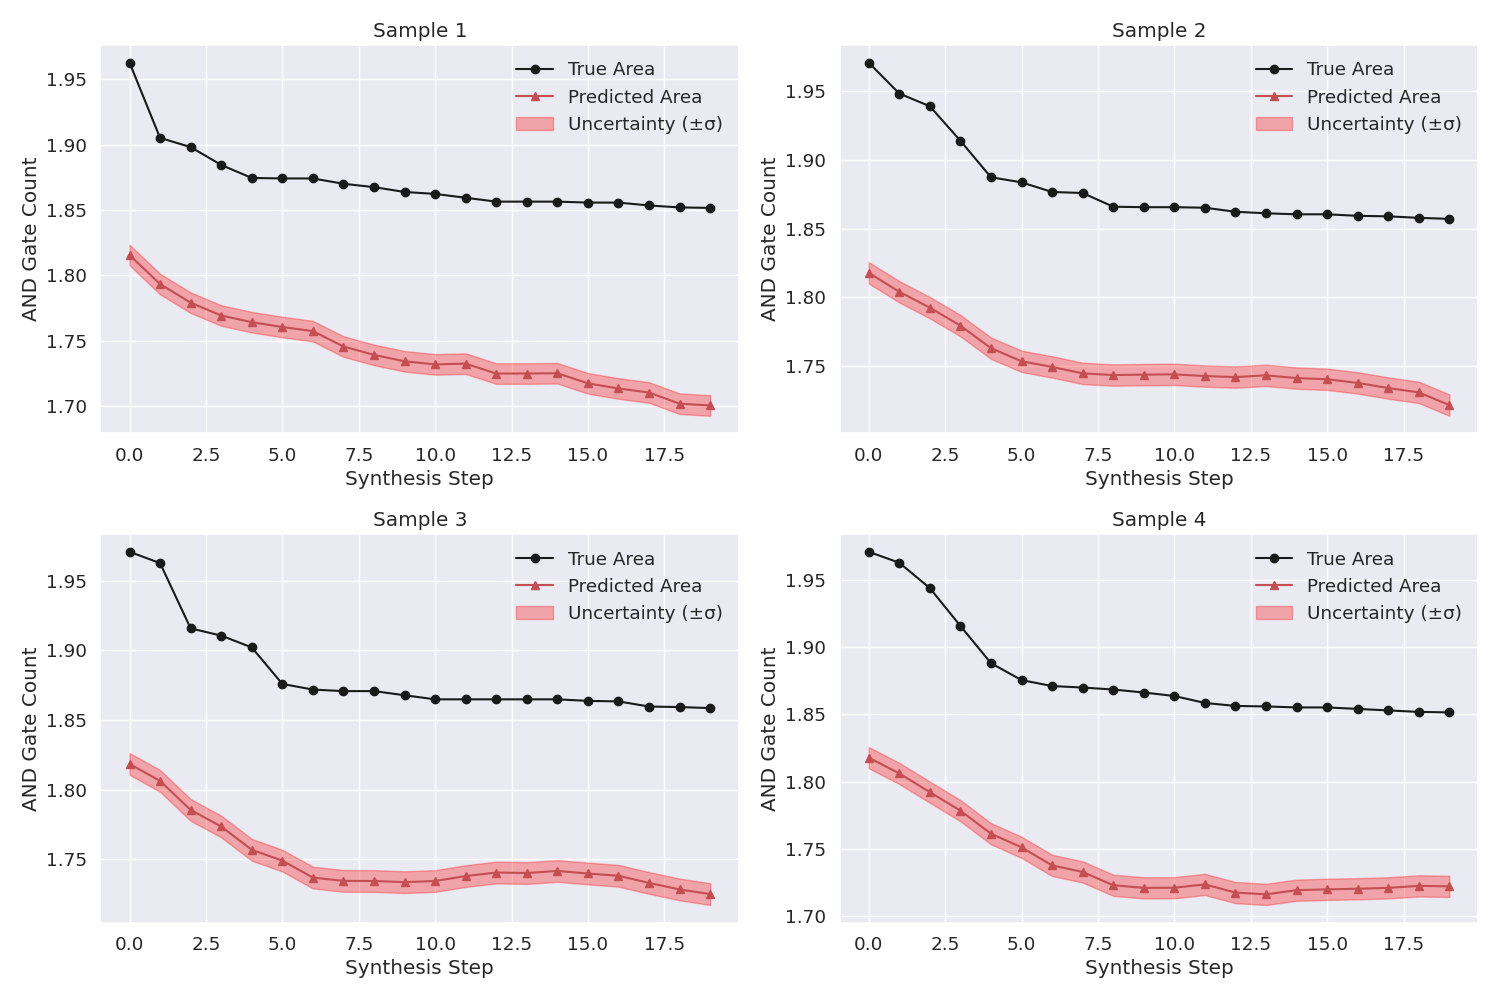 Sample 1
AND Gate Count
1.95
1.90
1.85
1.80
1.75
1.70
True Area
Predicted Area
Uncertainty (±σ)
0.0 2.5 5.0 7.5 10.0 12.5 15.0 17.5
Synthesis Step
Sample 2
AND Gate Count
1.95
1.90
1.85
1.80
1.75
True Area
Predicted Area
Uncertainty (±σ)
0.0 2.5 5.0 7.5 10.0 12.5 15.0 17.5
Synthesis Step
Sample 3
AND Gate Count
1.95
1.90
1.85
1.80
1.75
True Area
Predicted Area
Uncertainty (±σ)
0.0 2.5 5.0 7.5 10.0 12.5 15.0 17.5
Synthesis Step
Sample 4
AND Gate Count
1.95
1.90
1.85
1.80
1.75
1.70
True Area
Predicted Area
Uncertainty (±σ)
0.0 2.5 5.0 7.5 10.0 12.5 15.0 17.5
Synthesis Step